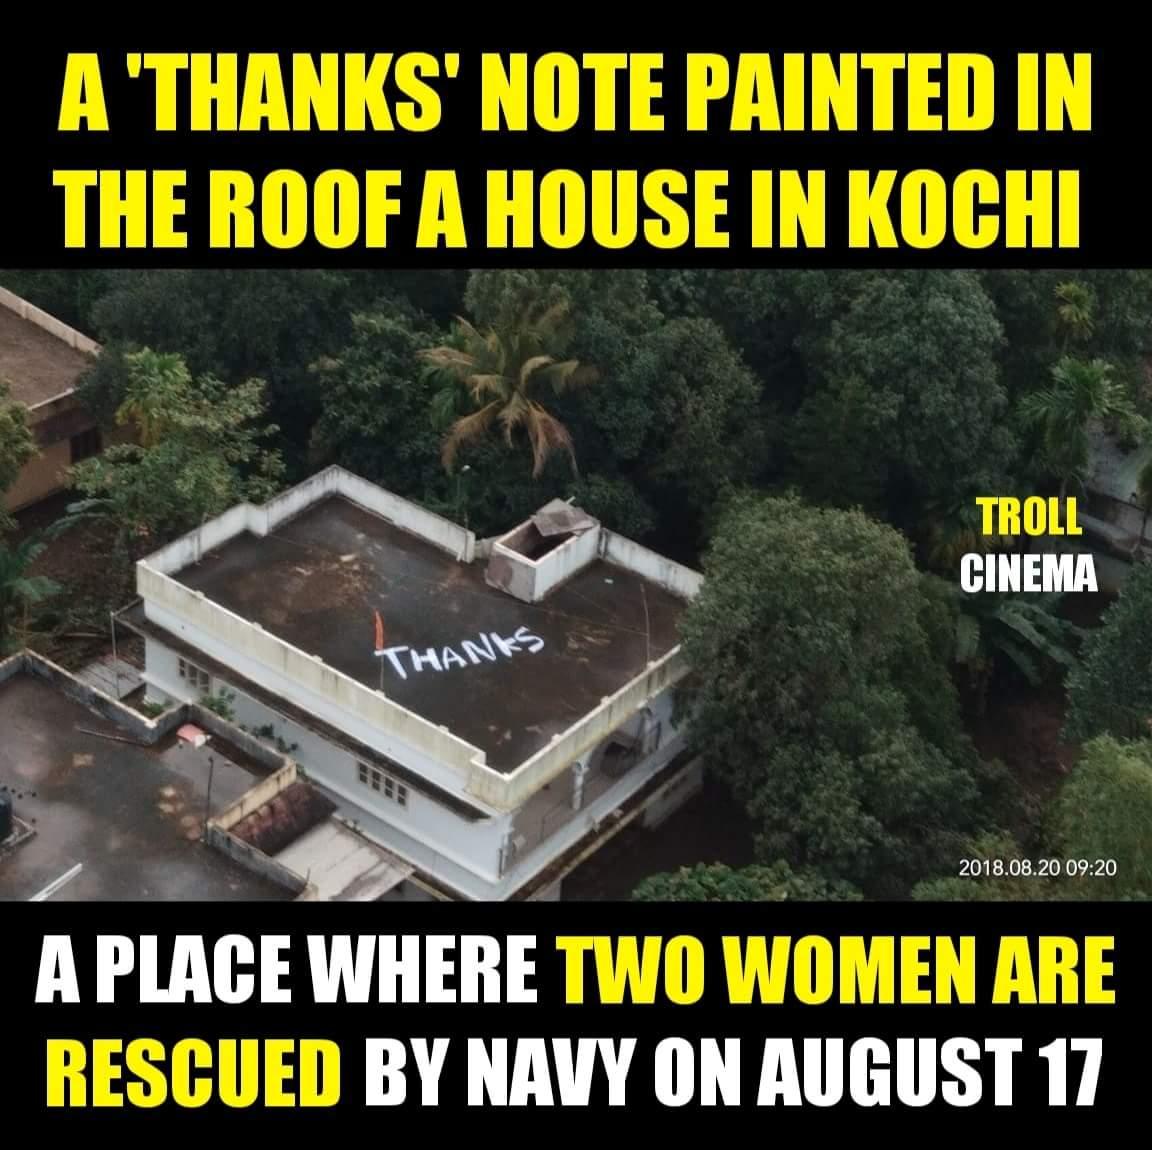 A 'THANKS' NOTE PAINTED IN
THE ROOF A HOUSE IN KOCHI
TROLL
CINEMA
THANKS
2018.08.20 09:20
A PLACE WHERE TWO WOMEN ARE
RESCUED BY NAVY ON AUGUST 17